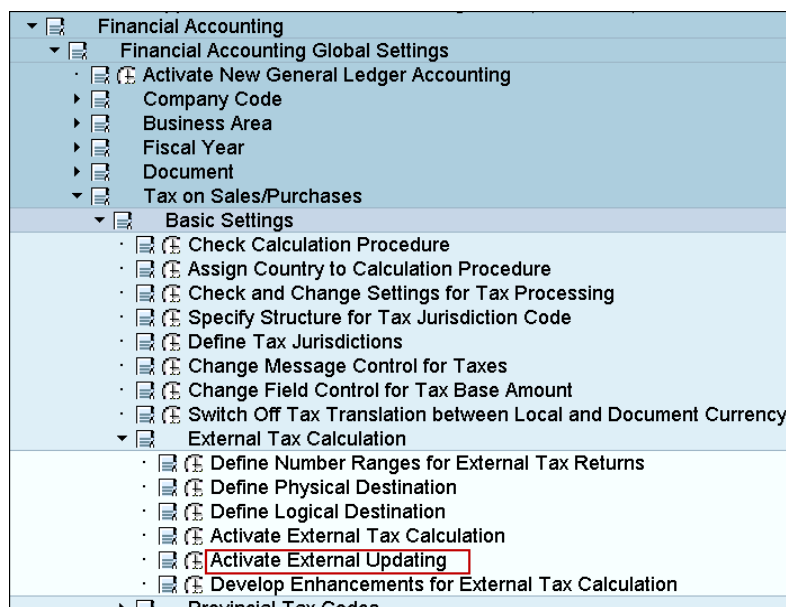 Financial Accounting
Financial Accounting Global Settings
Activate New General Ledger Accounting
Company Code
Business Area
Fiscal Year
Document
Tax on Sales/Purchases
Basic Settings
Check Calculation Procedure
Assign Country to Calculation Procedure
Check and Change Settings for Tax Processing
Specify Structure for Tax Jurisdiction Code
Define Tax Jurisdictions
Change Message Control for Taxes
Change Field Control for Tax Base Amount
Switch Off Tax Translation between Local and Document Currency
External Tax Calculation
Define Number Ranges for External Tax Returns
Define Physical Destination
Define Logical Destination
Activate External Tax Calculation
Activate External Updating
Develop Enhancements for External Tax Calculation
Provincial Tax Codes